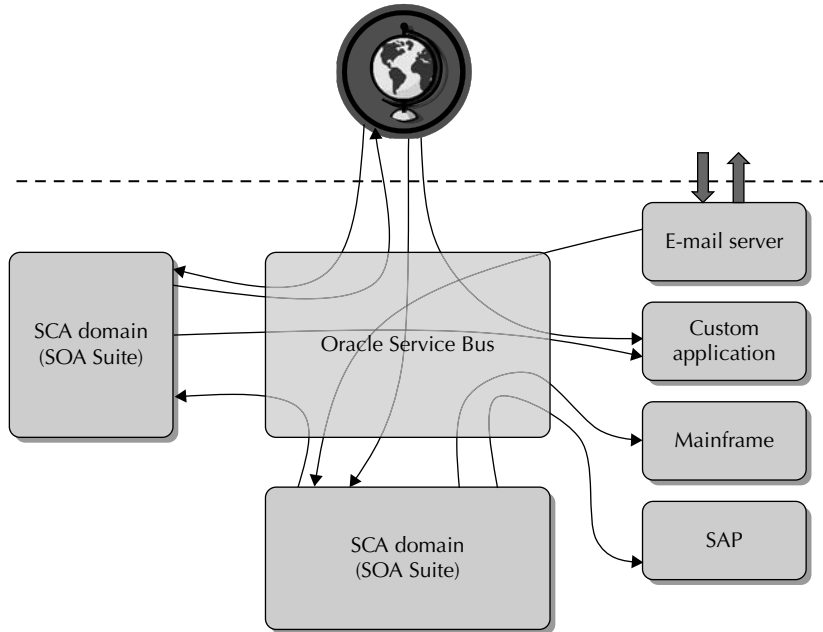 E-mail server
SCA domain
(SOA Suite)
Oracle Service Bus
Custom
application
Mainframe
SCA domain
(SOA Suite)
SAP